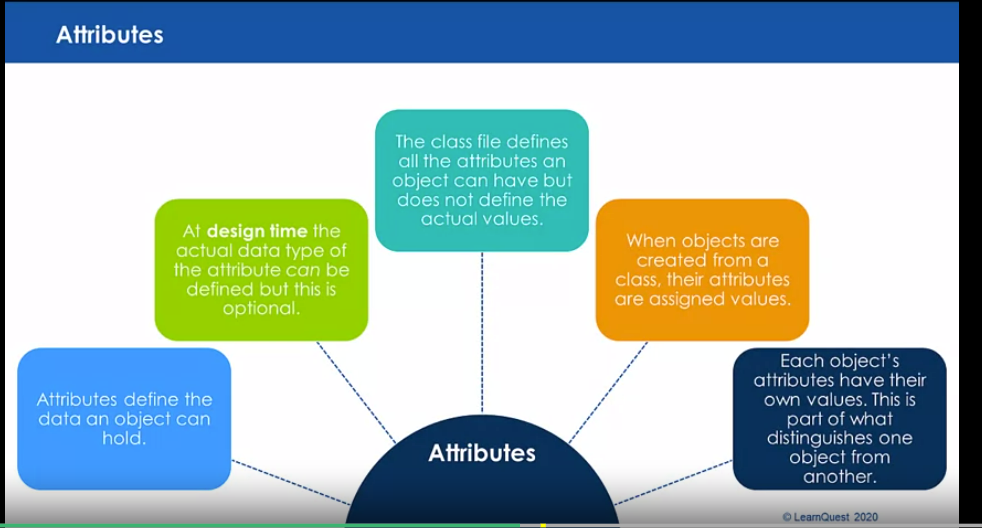 Attributes
Attributes define the
data an object can
hold.
At design time the
actual data type of
the attribute can be
defined but this is
optional.
The class file defines
all the attributes an
object can have but
does not define the
actual values.
When objects are
created from a
class, their attributes
are assigned values.
Each object's
attributes have their
own values. This is
part of what
distinguishes one
object from
another.
Attributes
© LearnQuest 2020